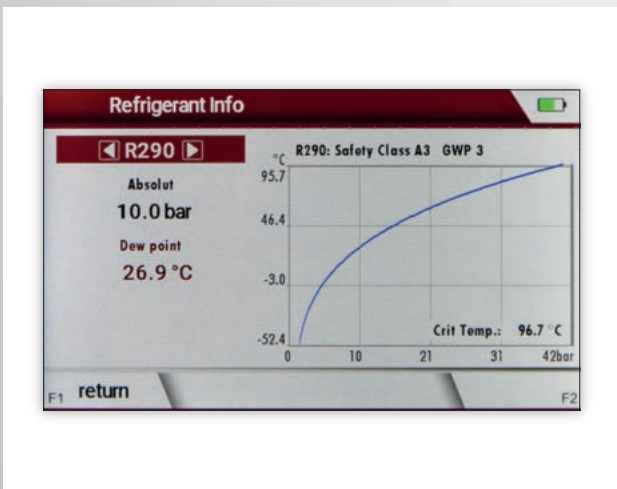 Refrigerant Info
R290
Absolut
10.0 bar
Dew point
26.9 °C
R290: Safety Class A3 GWP 3
°C
95.7
46.4
-3.0
-52.4
Crit Temp.: 96.7 °C
0 10 21 31 42bar
F1 return
F2